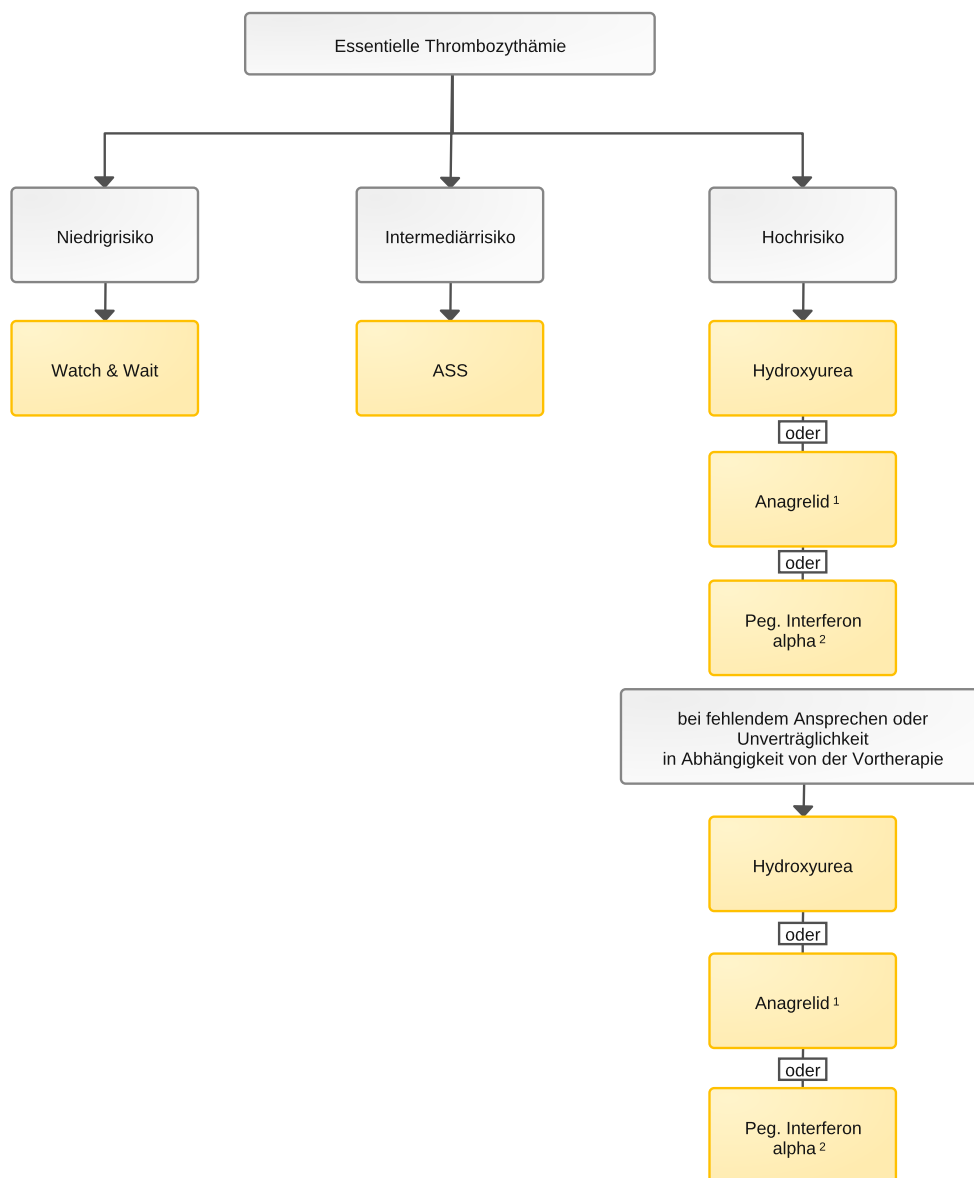 Essentielle Thrombozythämie
Niedrigrisiko
Intermediärrisiko
Hochrisiko
Watch & Wait
ASS
Hydroxyurea
oder
Anagrelid 1
oder
Peg. Interferon
alpha 2
bei fehlendem Ansprechen oder
Unverträglichkeit
in Abhängigkeit von der Vortherapie
Hydroxyurea
oder
Anagrelid 1
oder
Peg. Interferon
alpha 2